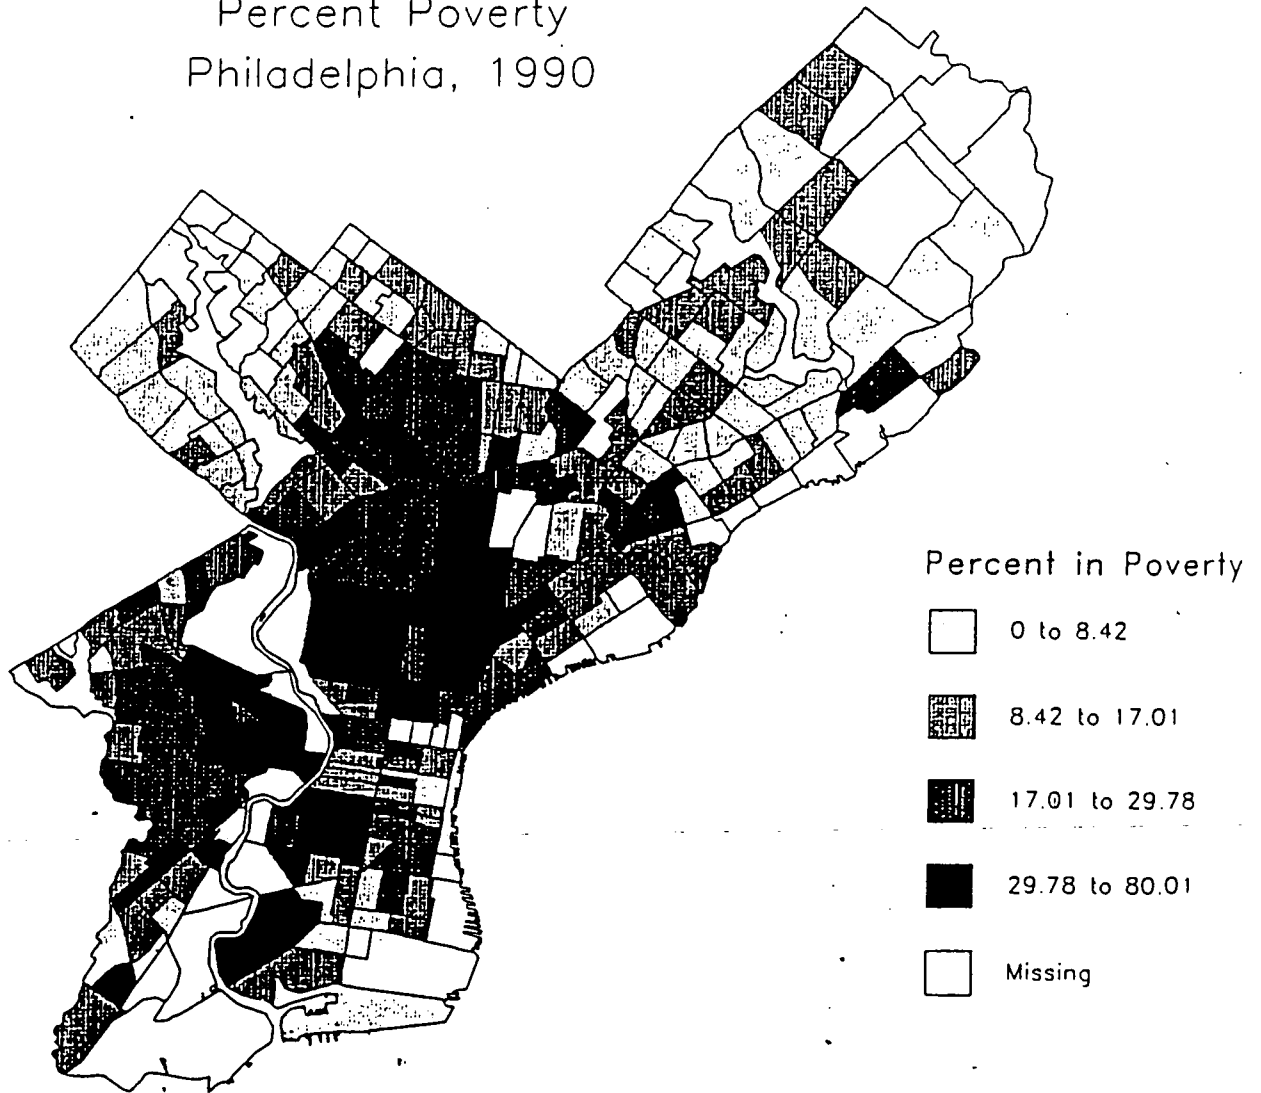 Percent Poverty
Philadelphia, 1990
Percent in Poverty
0 to 8.42
8.42 to 17.01
17.01 to 29.78
29.78 to 80.01
Missing